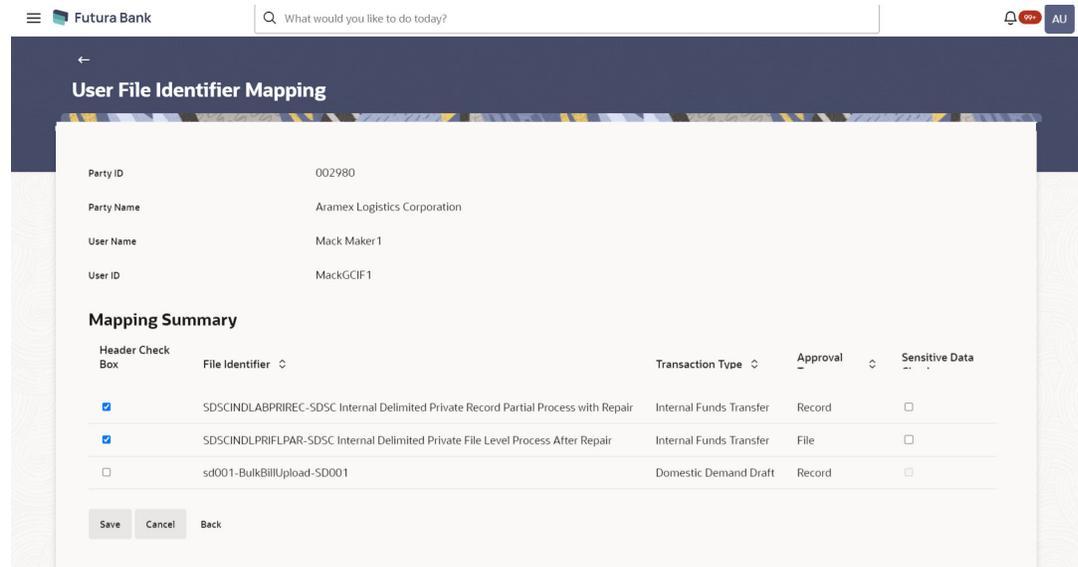 Futura Bank
What would you like to do today?
99+
AU
User File Identifier Mapping
Party ID 002980
Party Name Aramex Logistics Corporation
User Name Mack Maker1
User ID MackGCIF1
Mapping Summary
Header Check Box File Identifier Transaction Type Approval Sensitive Data
SDSCINDLABPRIREC-SDSC Internal Delimited Private Record Partial Process with Repair Internal Funds Transfer Record
SDSCINDLPRIFLPAR-SDSC Internal Delimited Private File Level Process After Repair Internal Funds Transfer File
sd001-BulkBillUpload-SD001 Domestic Demand Draft Record
Save Cancel Back